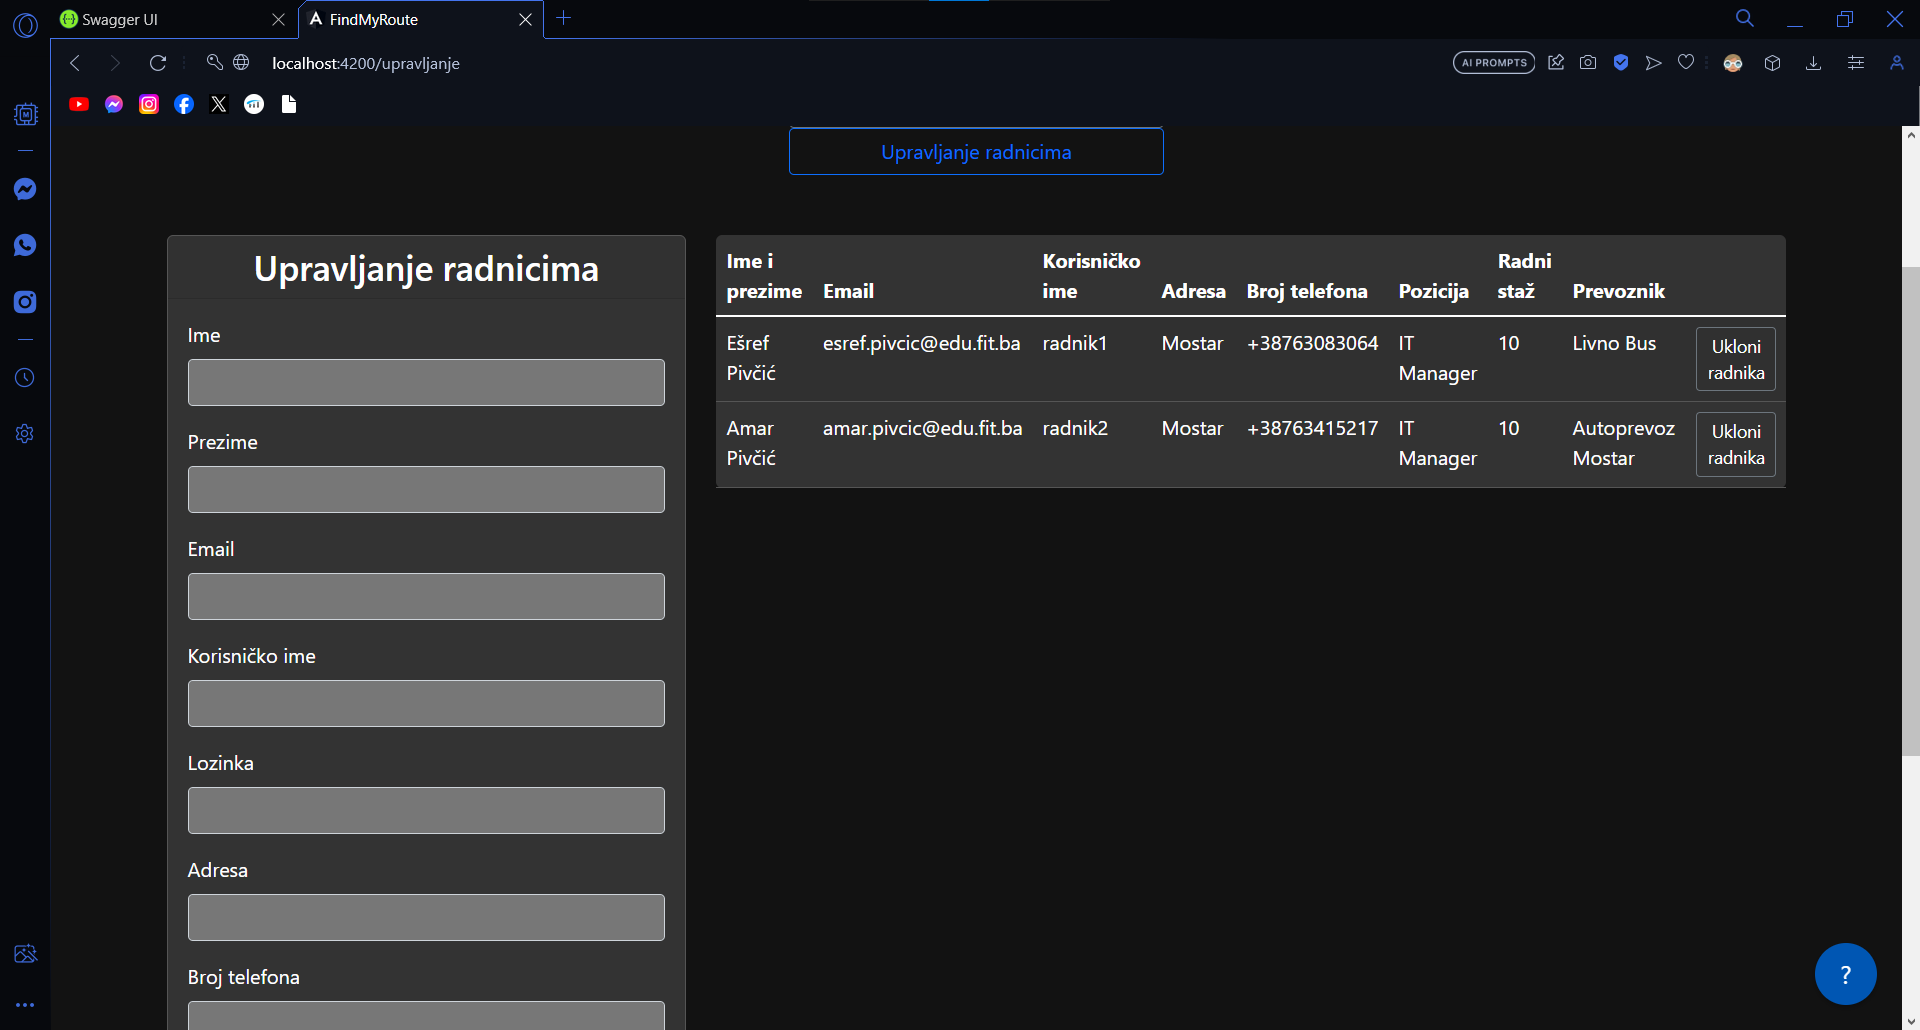 Swagger UI
FindMyRoute
localhost:4200/upravljanje
AI PROMPTS
Upravljanje radnicima
Upravljanje radnicima
Ime
Prezime
Email
Korisničko ime
Lozinka
Adresa
Broj telefona
Ime i prezime Email Korisničko ime Adresa Broj telefona Pozicija Radni staž Prevoznik
Ešref Pivčić esref.pivcic@edu.fit.ba radnik1 Mostar +38763083064 IT Manager 10 Livno Bus Ukloni radnika
Amar Pivčić amar.pivcic@edu.fit.ba radnik2 Mostar +38763415217 IT Manager 10 Autoprevoz Mostar Ukloni radnika
?